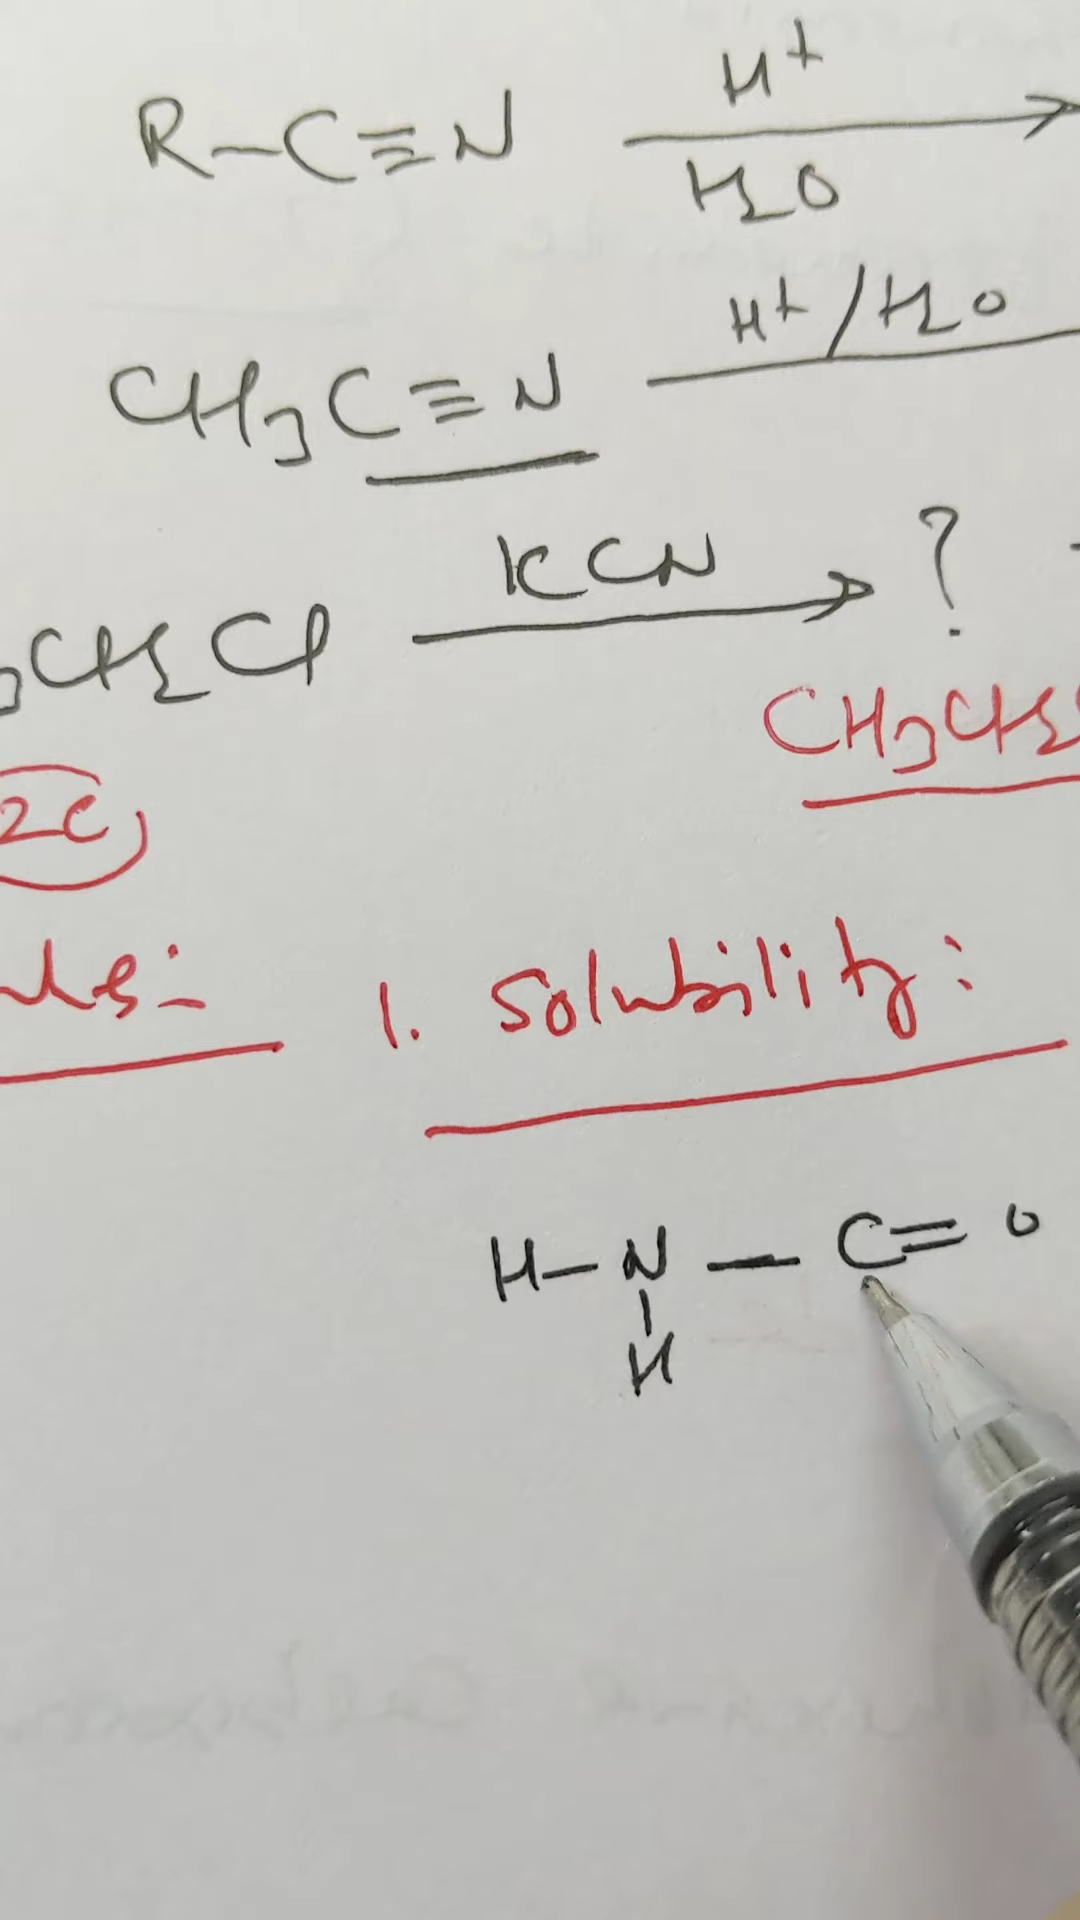 R-C≡N H+
H2O
CH3C≡N H+/H2O
CH2Cl KCN → ?
CH3CH2
2C
1. Solubility:
H-N-C=O
|
H